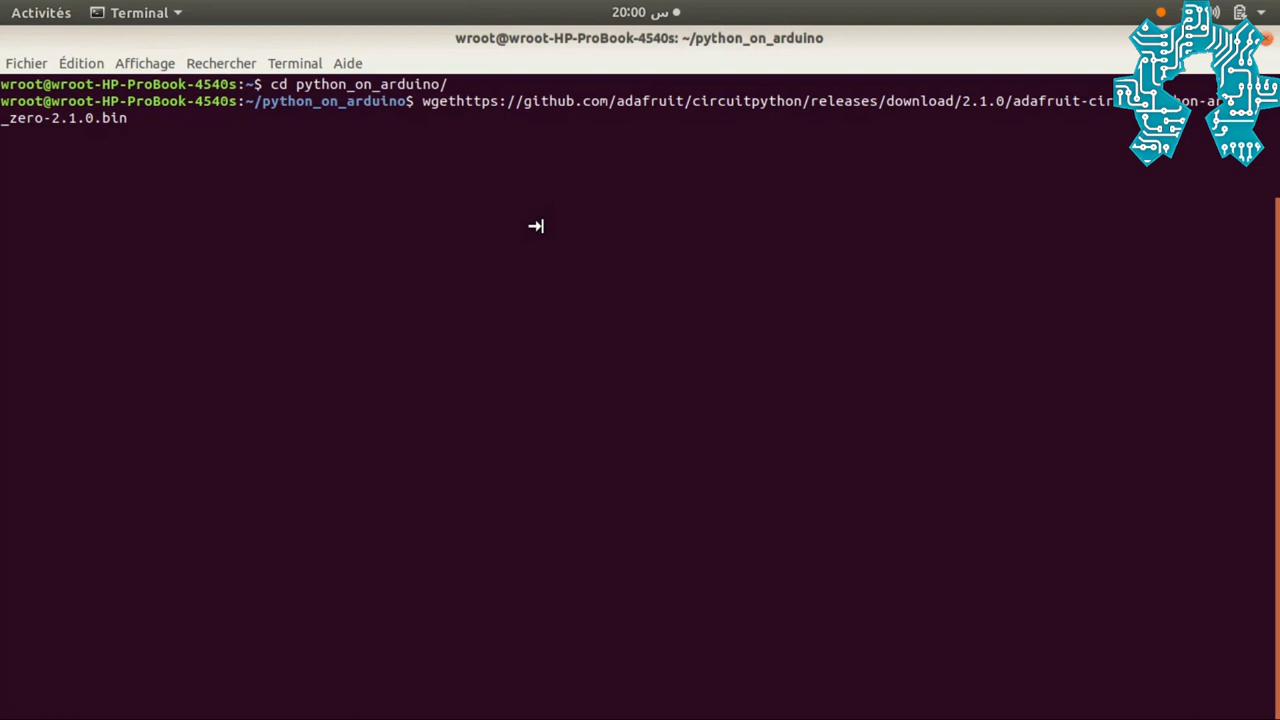 Activités Terminal س 20:00
wroot@wroot-HP-ProBook-4540s: ~/python_on_arduino
Fichier Édition Affichage Rechercher Terminal Aide
wroot@wroot-HP-ProBook-4540s:~$ cd python_on_arduino/
wroot@wroot-HP-ProBook-4540s:~/python_on_arduino$ wgethttps://github.com/adafruit/circuitpython/releases/download/2.1.0/adafruit-
_zero-2.1.0.bin